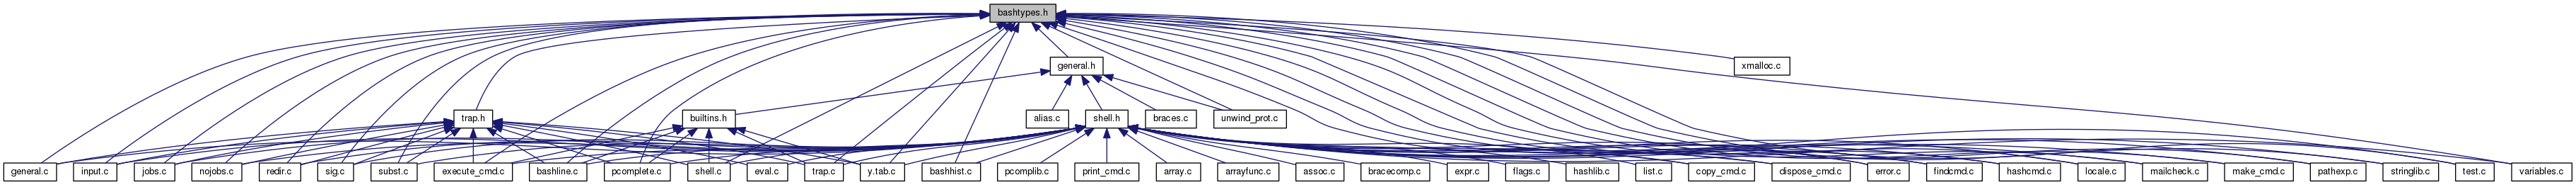 bashtypes.h
general.h
xmalloc.c
trap.h
builtins.h
alias.c
shell.h
braces.c
unwind_prot.c
general.c
input.c
jobs.c
nojobs.c
redir.c
sig.c
subst.c
execute_cmd.c
bashline.c
pcomplete.c
shell.c
eval.c
trap.c
y.tab.c
bashhist.c
pcomplib.c
print_cmd.c
array.c
arrayfunc.c
assoc.c
bracecomp.c
expr.c
flags.c
hashlib.c
list.c
copy_cmd.c
dispose_cmd.c
error.c
findcmd.c
hashcmd.c
locale.c
mailcheck.c
make_cmd.c
pathexp.c
stringlib.c
test.c
variables.c